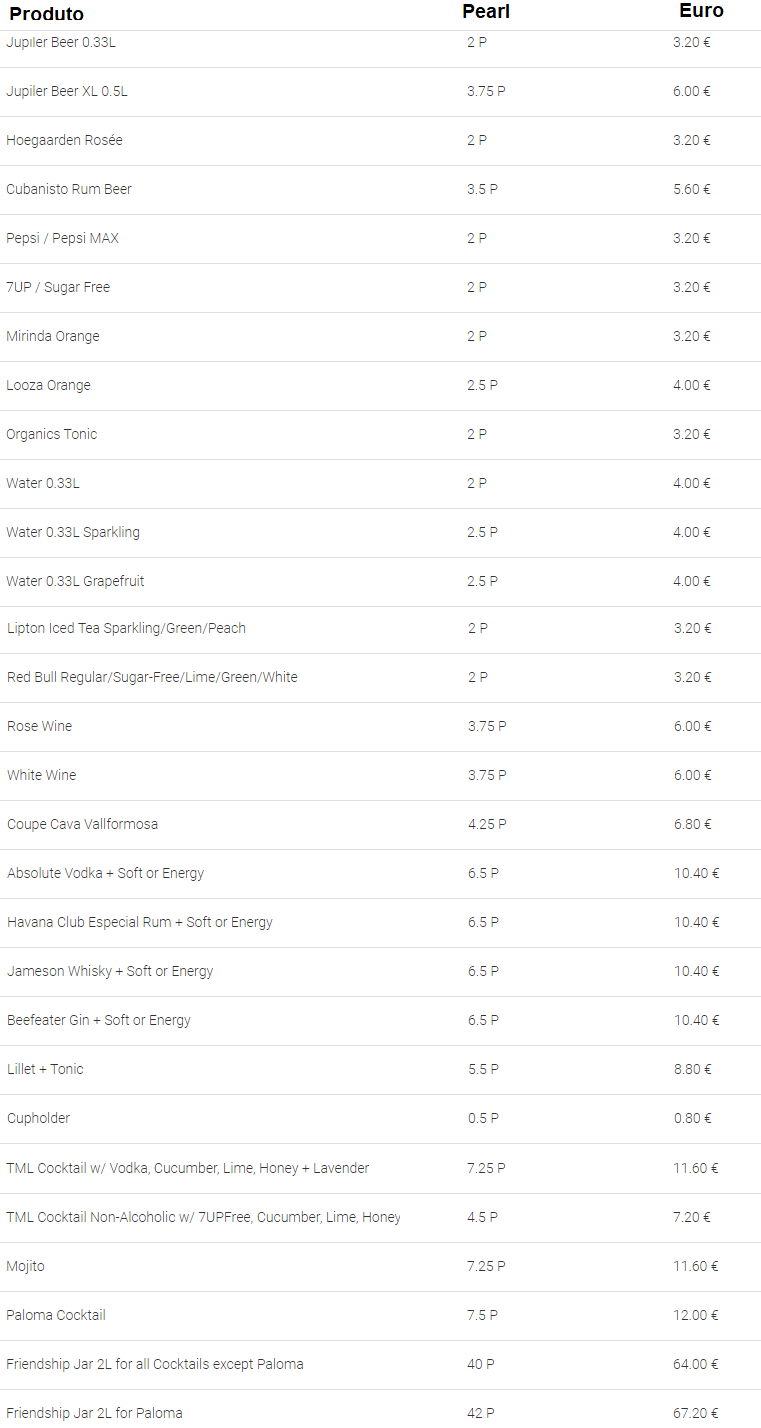 Produto Pearl Euro
Jupiler Beer 0.33L 2 P 3.20 €
Jupiler Beer XL 0.5L 3.75 P 6.00 €
Hoegaarden Rosée 2 P 3.20 €
Cubanisto Rum Beer 3.5 P 5.60 €
Pepsi / Pepsi MAX 2 P 3.20 €
7UP / Sugar Free 2 P 3.20 €
Mirinda Orange 2 P 3.20 €
Looza Orange 2.5 P 4.00 €
Organics Tonic 2 P 3.20 €
Water 0.33L 2 P 4.00 €
Water 0.33L Sparkling 2.5 P 4.00 €
Water 0.33L Grapefruit 2.5 P 4.00 €
Lipton Iced Tea Sparkling/Green/Peach 2 P 3.20 €
Red Bull Regular/Sugar-Free/Lime/Green/White 2 P 3.20 €
Rose Wine 3.75 P 6.00 €
White Wine 3.75 P 6.00 €
Coupe Cava Vallformosa 4.25 P 6.80 €
Absolute Vodka + Soft or Energy 6.5 P 10.40 €
Havana Club Especial Rum + Soft or Energy 6.5 P 10.40 €
Jameson Whisky + Soft or Energy 6.5 P 10.40 €
Beefeater Gin + Soft or Energy 6.5 P 10.40 €
Lillet + Tonic 5.5 P 8.80 €
Cupholder 0.5 P 0.80 €
TML Cocktail w/ Vodka, Cucumber, Lime, Honey + Lavender 7.25 P 11.60 €
TML Cocktail Non-Alcoholic w/ 7UPFree, Cucumber, Lime, Honey 4.5 P 7.20 €
Mojito 7.25 P 11.60 €
Paloma Cocktail 7.5 P 12.00 €
Friendship Jar 2L for all Cocktails except Paloma 40 P 64.00 €
Friendship Jar 2L for Paloma 42 P 67.20 €